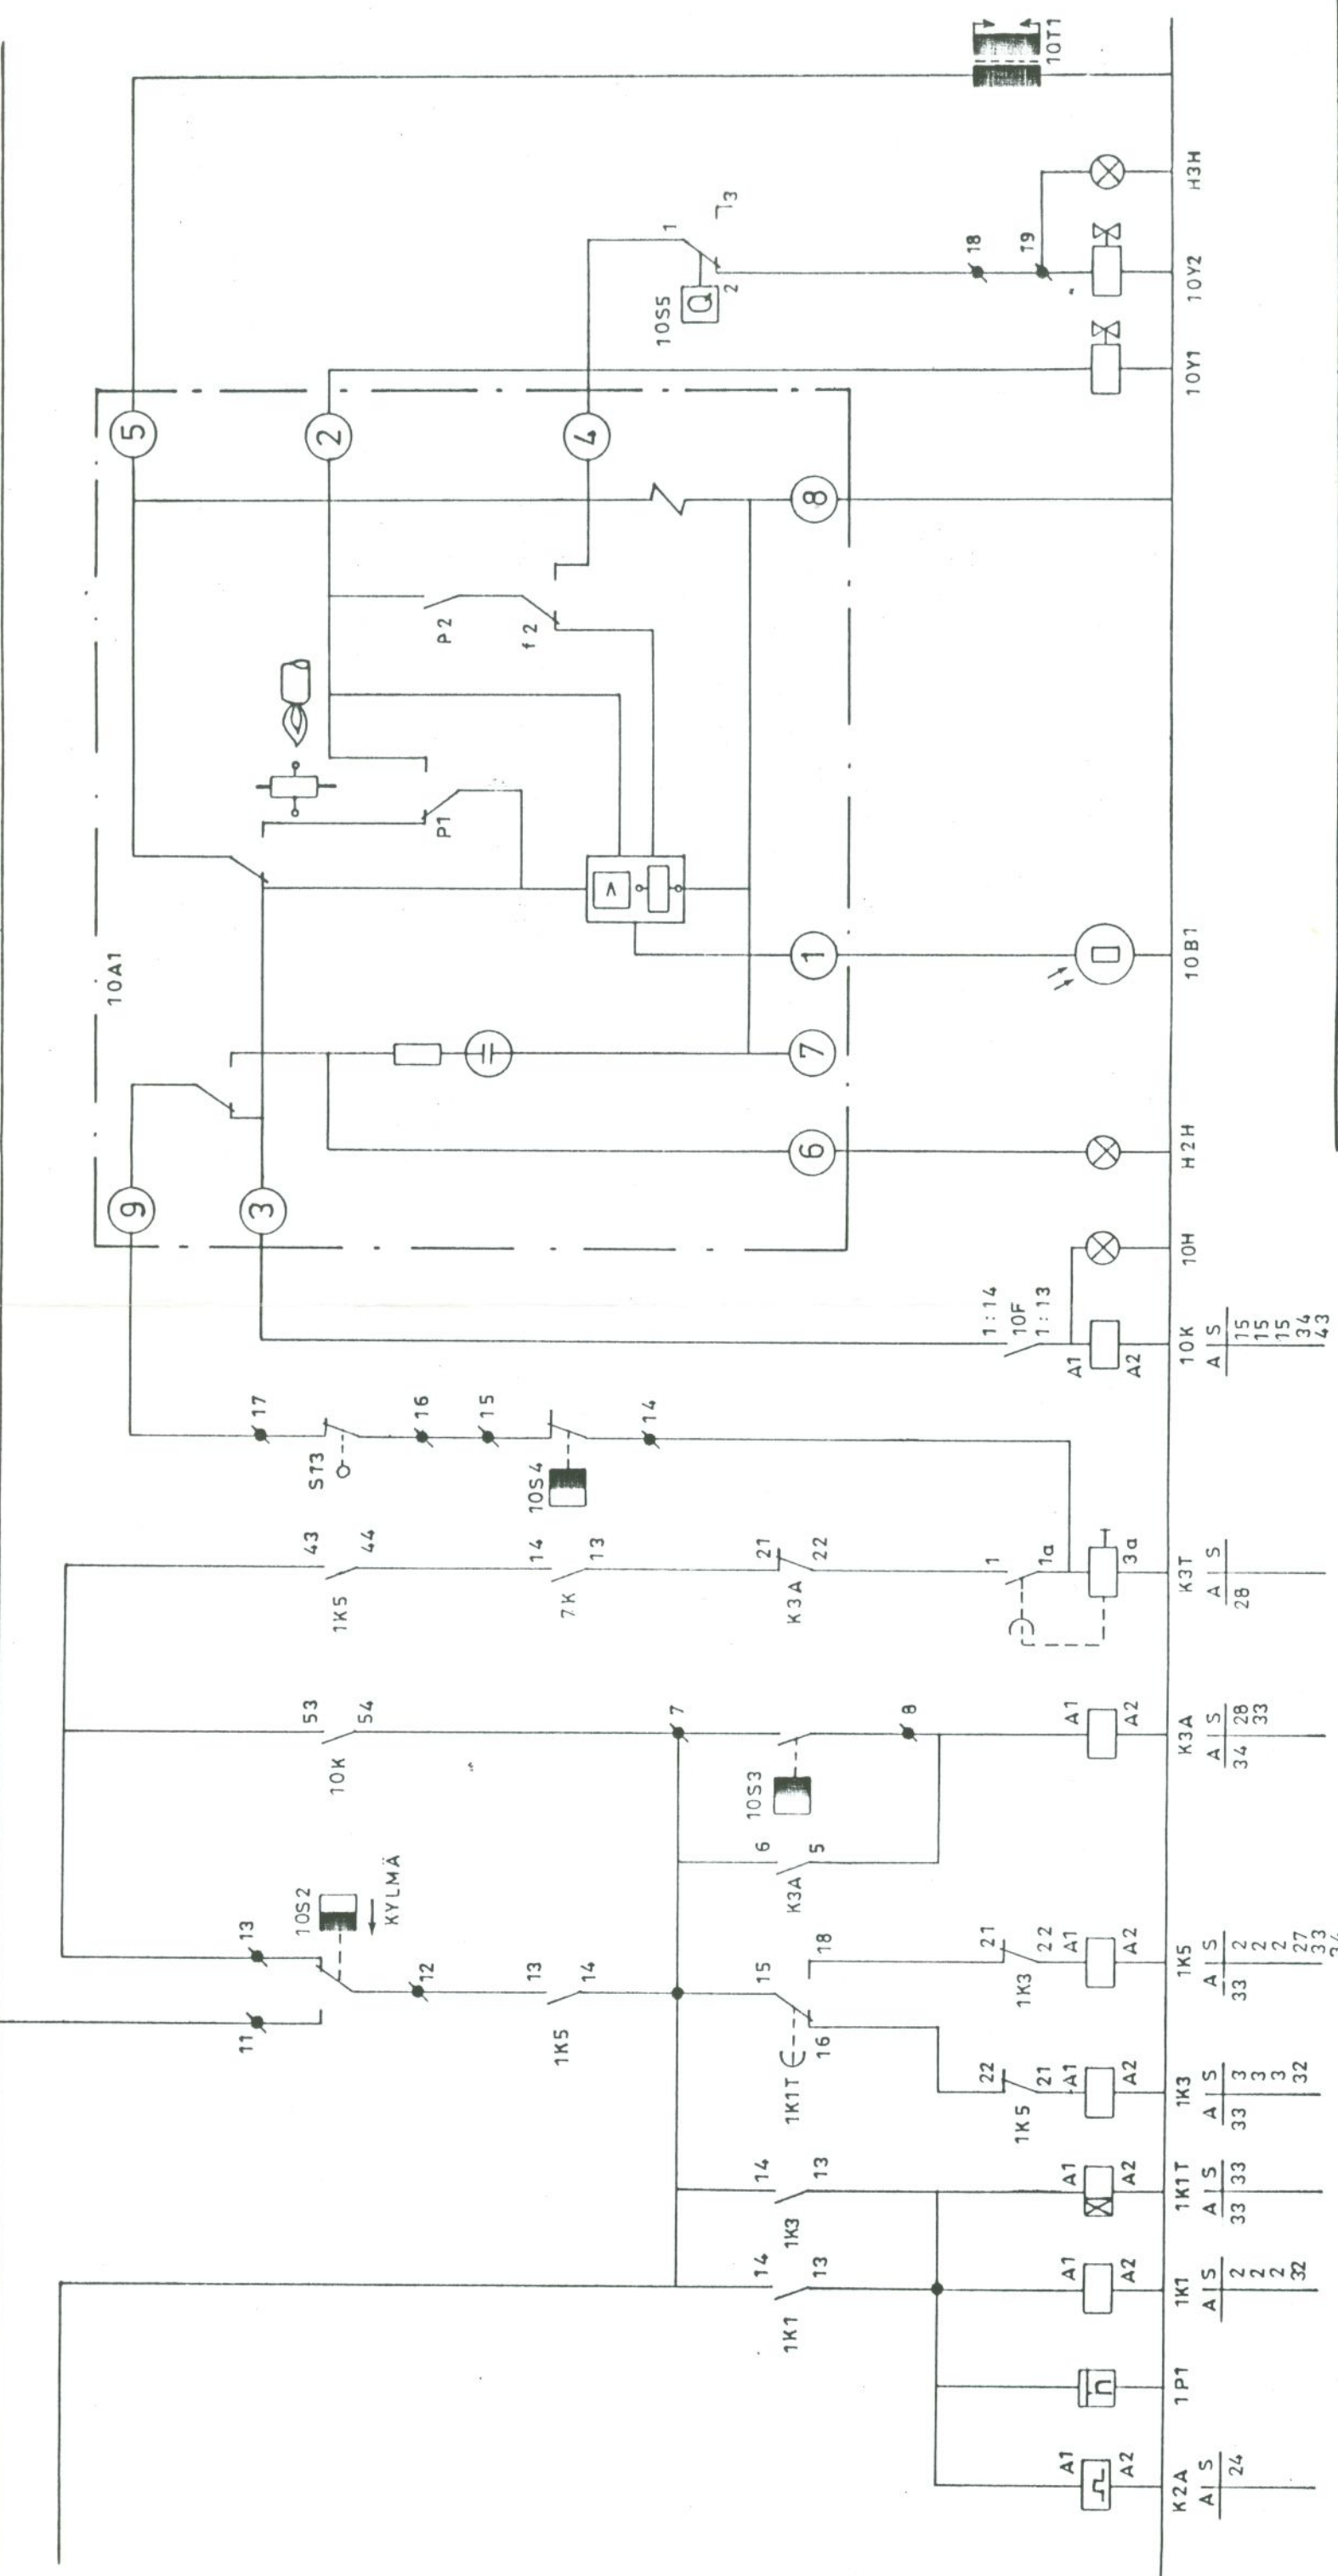 10A1
9 5
11 13 17 3 2
10S2 53 43 S13
10K 54 1K5 44
KYLMÄ
12 16
P1 P2
15
13 14 10S4 f2 4
1K5 14 7K 13 14
10S5 1
7 2 3
14 14 15 10S3 6 21
1K1 1K3 1K1T K3A K3A
13 13 16 18 5 22 6 7 1 8
8
22 21 1 1:14 18
1K5 1K3 10F
21 22 1a 1:13 19
10T1
A1 A1 A1 A1 A1 A1 A1
A2 A2 A2 A2 A2 A2 3a A2
K2A 1P1 1K1 1K1T 1K3 1K5 K3A K3T 10K 10H H2H 10B1 10Y1 10Y2 H3H
A S A S A S A S A S A S A S A S
24 2 33 33 33 3 33 2 34 28 28 15
2 3 2 33 15
2 3 2 15
32 32 27 34
33 43
34